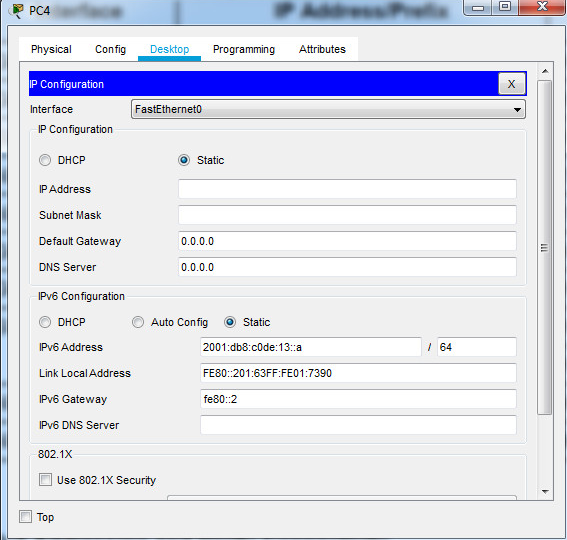 PC4
Interface IP Address/Prefix
Physical Config Desktop Programming Attributes
IP Configuration X
Interface FastEthernet0
IP Configuration
DHCP Static
IP Address
Subnet Mask
Default Gateway 0.0.0.0
DNS Server 0.0.0.0
IPv6 Configuration
DHCP Auto Config Static
IPv6 Address 2001:db8:c0de:13::a / 64
Link Local Address FE80::201:63FF:FE01:7390
IPv6 Gateway fe80::2
IPv6 DNS Server
802.1X
Use 802.1X Security
Top